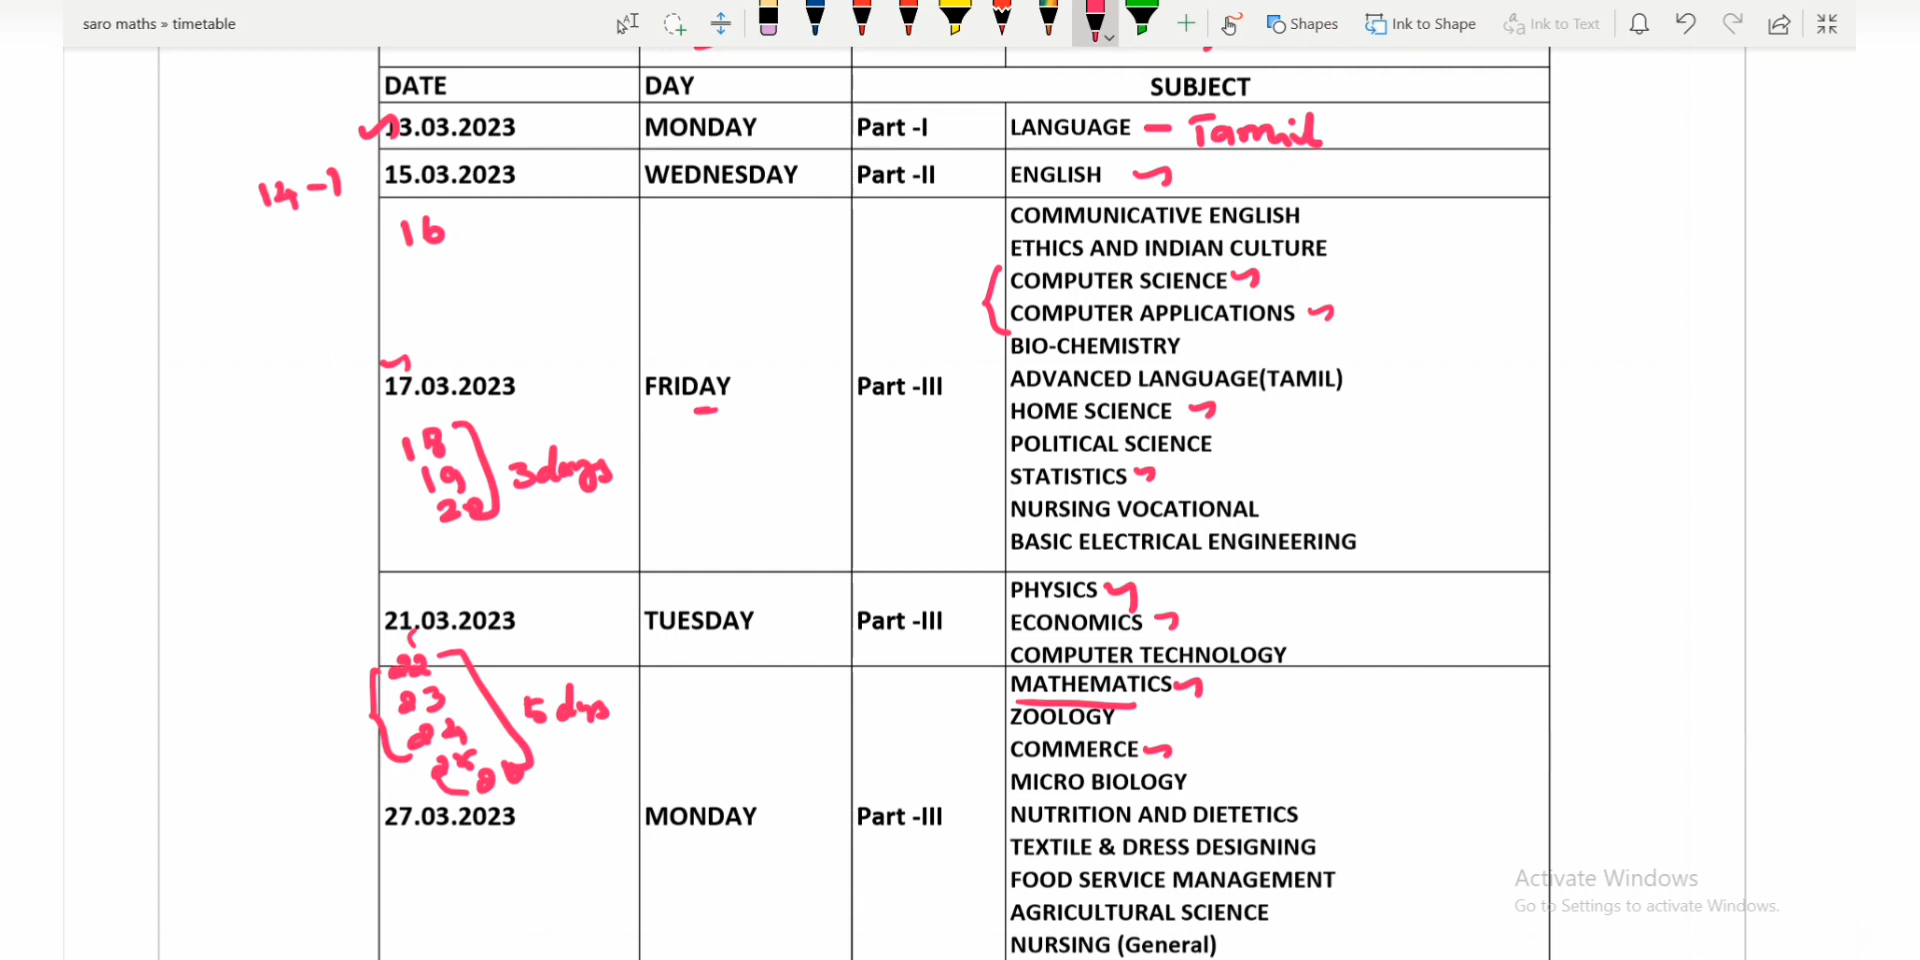 saro maths » timetable
Shapes
Ink to Shape
Ink to Text
DATE DAY SUBJECT
13.03.2023 MONDAY Part -I LANGUAGE - Tamil
14-1
15.03.2023 WEDNESDAY Part -II ENGLISH
16
COMMUNICATIVE ENGLISH
ETHICS AND INDIAN CULTURE
COMPUTER SCIENCE
COMPUTER APPLICATIONS
BIO-CHEMISTRY
ADVANCED LANGUAGE(TAMIL)
17.03.2023 FRIDAY Part -III
HOME SCIENCE
POLITICAL SCIENCE
STATISTICS
NURSING VOCATIONAL
BASIC ELECTRICAL ENGINEERING
18
19
20
3 days
PHYSICS
21.03.2023 TUESDAY Part -III ECONOMICS
COMPUTER TECHNOLOGY
22
23
24
25
5 dys
MATHEMATICS
ZOOLOGY
COMMERCE
MICRO BIOLOGY
27.03.2023 MONDAY Part -III NUTRITION AND DIETETICS
TEXTILE & DRESS DESIGNING
FOOD SERVICE MANAGEMENT
AGRICULTURAL SCIENCE
NURSING (General)
Activate Windows
Go to Settings to activate Windows.